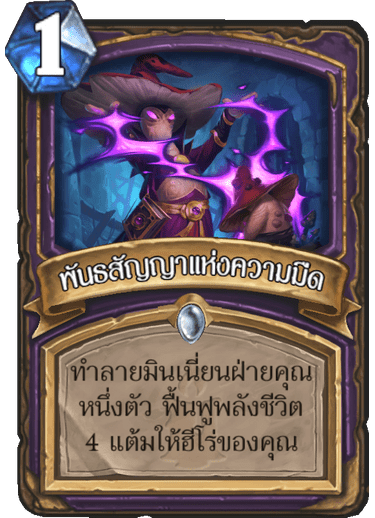 1
พันธสัญญาแห่งความมืด
ทำลายมินเนี่ยนฝ่ายคุณ
หนึ่งตัว ฟื้นฟูพลังชีวิต
4 แต้มให้ฮีโร่ของคุณ